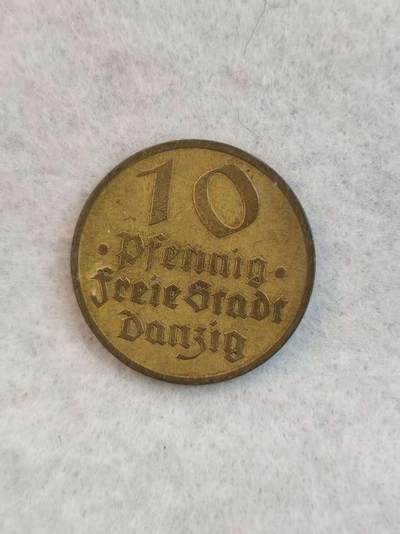 10
· Pfennig ·
Freie Stadt
Danzig